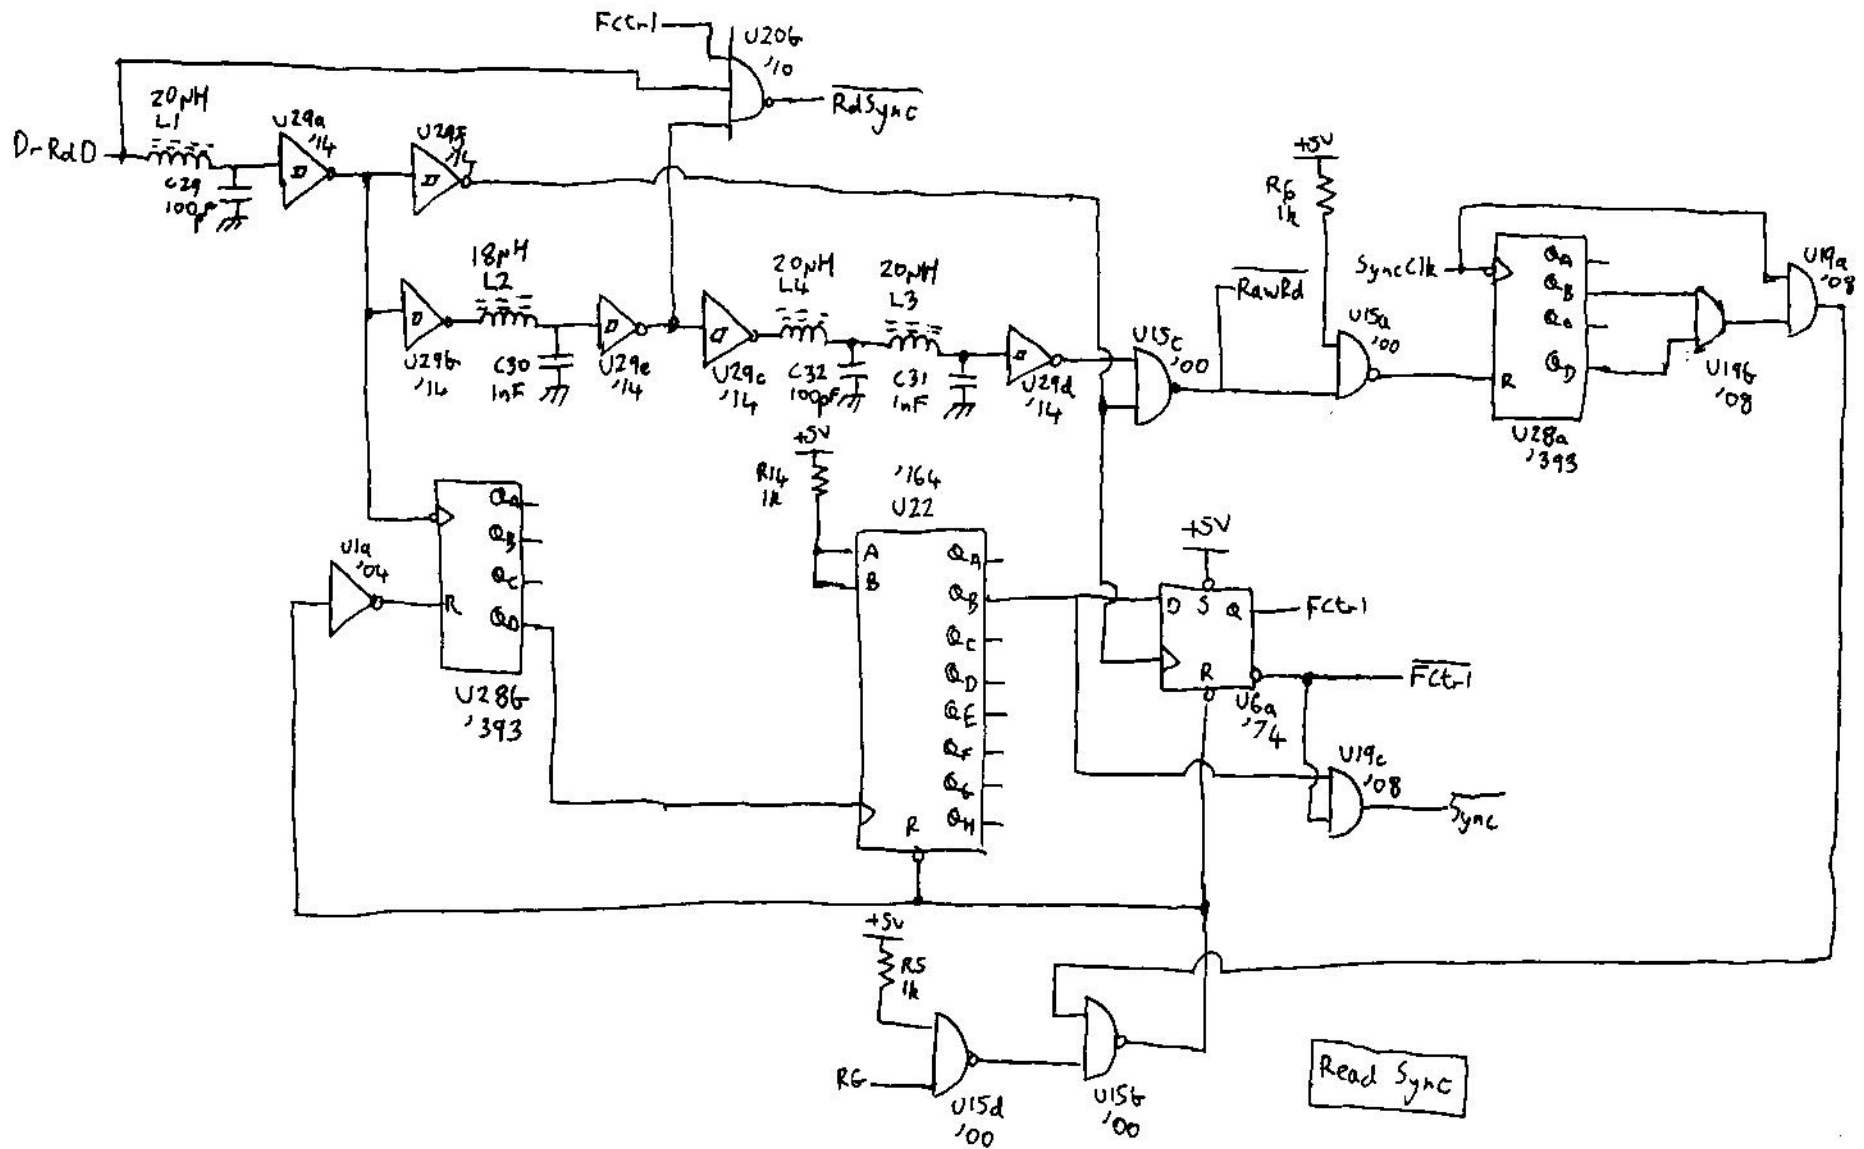 Fctrl
U20b
'10
RdSync
DrRdD
20µH
L1
C29
100pF
U29a
'14
U29f
'14
18µH
L2
U29b
'14
C30
1nF
U29e
'14
20µH
L4
20µH
L3
U29c
'14
C32
100pF
C31
1nF
U29d
'14
U15c
'00
RawRd
+5V
R6
1k
U15a
'00
SyncClk
QA
QB
QC
QD
R
U28a
'393
U19b
'08
U19a
'08
+5V
R14
1k
'164
U22
A
B
QA
QB
QC
QD
QE
QF
QG
QH
R
U1a
'04
R
QA
QB
QC
QD
U28b
'393
+5V
D
S
Q
R
FCtrl
FCtrl
U6a
'74
U19c
'08
Sync
+5V
R5
1k
RG
U15d
'00
U15b
'00
Read Sync